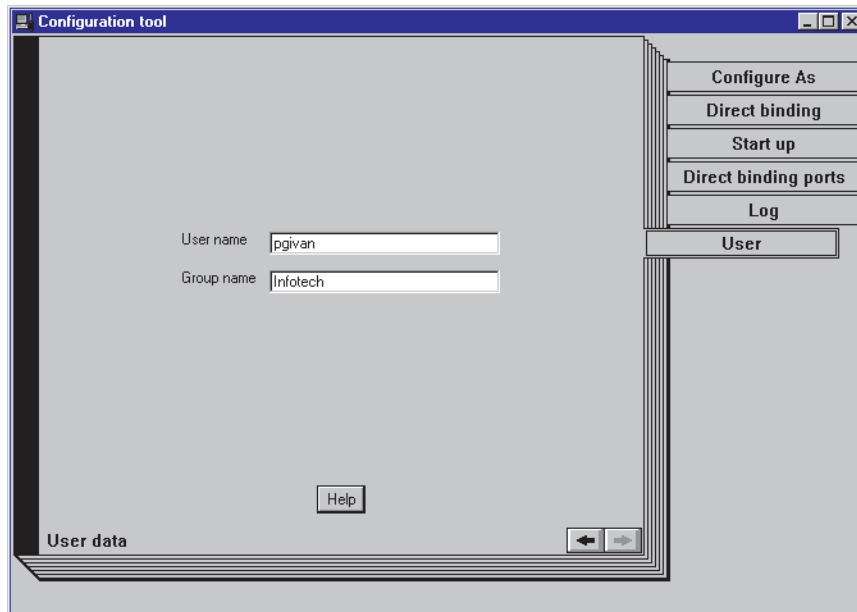 Configuration tool
Configure As
Direct binding
Start up
Direct binding ports
Log
User
User name pgivan
Group name Infotech
Help
User data